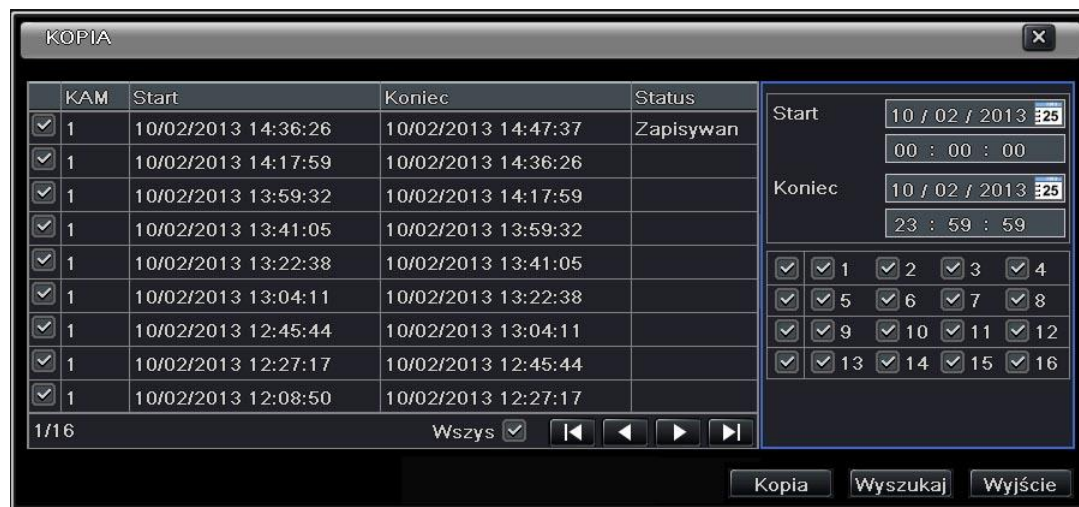 KOPIA
KAM Start Koniec Status
1 10/02/2013 14:36:26 10/02/2013 14:47:37 Zapisywan
1 10/02/2013 14:17:59 10/02/2013 14:36:26
1 10/02/2013 13:59:32 10/02/2013 14:17:59
1 10/02/2013 13:41:05 10/02/2013 13:59:32
1 10/02/2013 13:22:38 10/02/2013 13:41:05
1 10/02/2013 13:04:11 10/02/2013 13:22:38
1 10/02/2013 12:45:44 10/02/2013 13:04:11
1 10/02/2013 12:27:17 10/02/2013 12:45:44
1 10/02/2013 12:08:50 10/02/2013 12:27:17
1/16 Wszys
Start 10 / 02 / 2013 25
00 : 00 : 00
Koniec 10 / 02 / 2013 25
23 : 59 : 59
1 2 3 4
5 6 7 8
9 10 11 12
13 14 15 16
Kopia Wyszukaj Wyjście